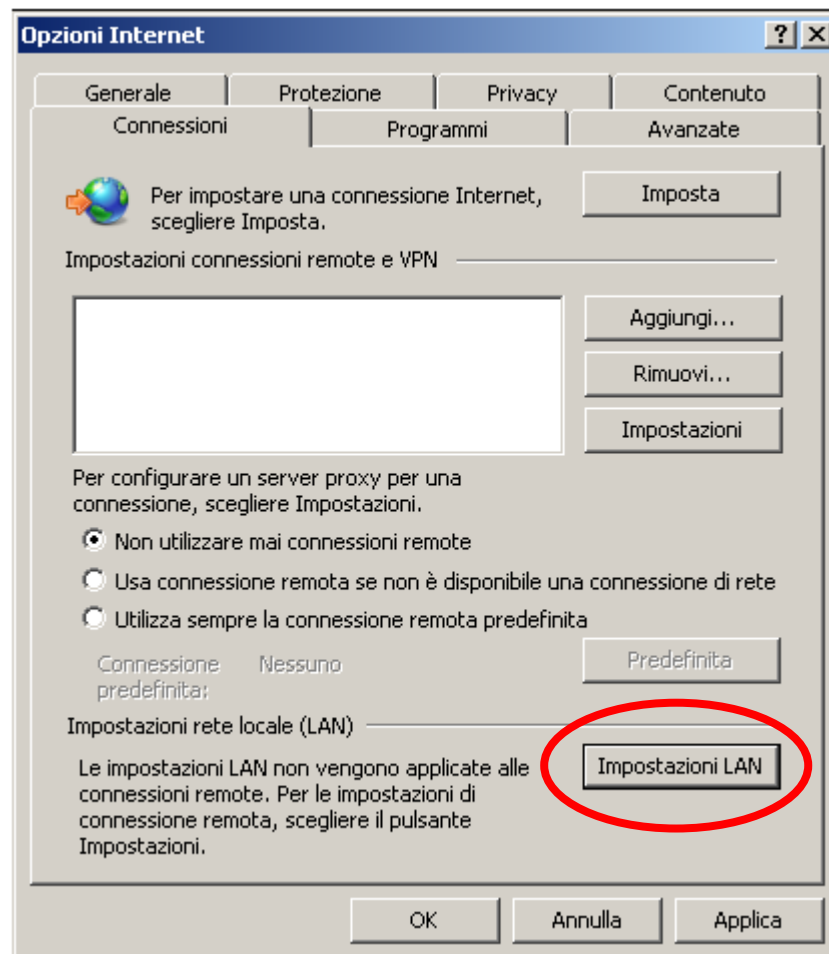 Opzioni Internet
Generale Protezione Privacy Contenuto
Connessioni Programmi Avanzate
Per impostare una connessione Internet,
scegliere Imposta.
Imposta
Impostazioni connessioni remote e VPN
Aggiungi...
Rimuovi...
Impostazioni
Per configurare un server proxy per una
connessione, scegliere Impostazioni.
Non utilizzare mai connessioni remote
Usa connessione remota se non è disponibile una connessione di rete
Utilizza sempre la connessione remota predefinita
Connessione
predefinita:
Nessuno
Predefinita
Impostazioni rete locale (LAN)
Le impostazioni LAN non vengono applicate alle
connessioni remote. Per le impostazioni di
connessione remota, scegliere il pulsante
Impostazioni.
Impostazioni LAN
OK Annulla Applica